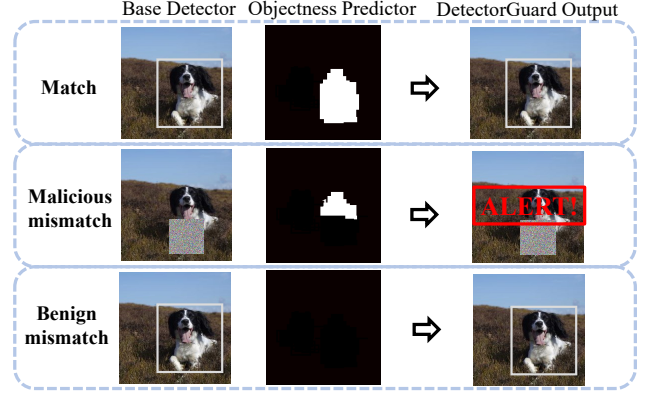 Base Detector Objectness Predictor DetectorGuard Output
Match
Malicious
mismatch
ALERT!
Benign
mismatch